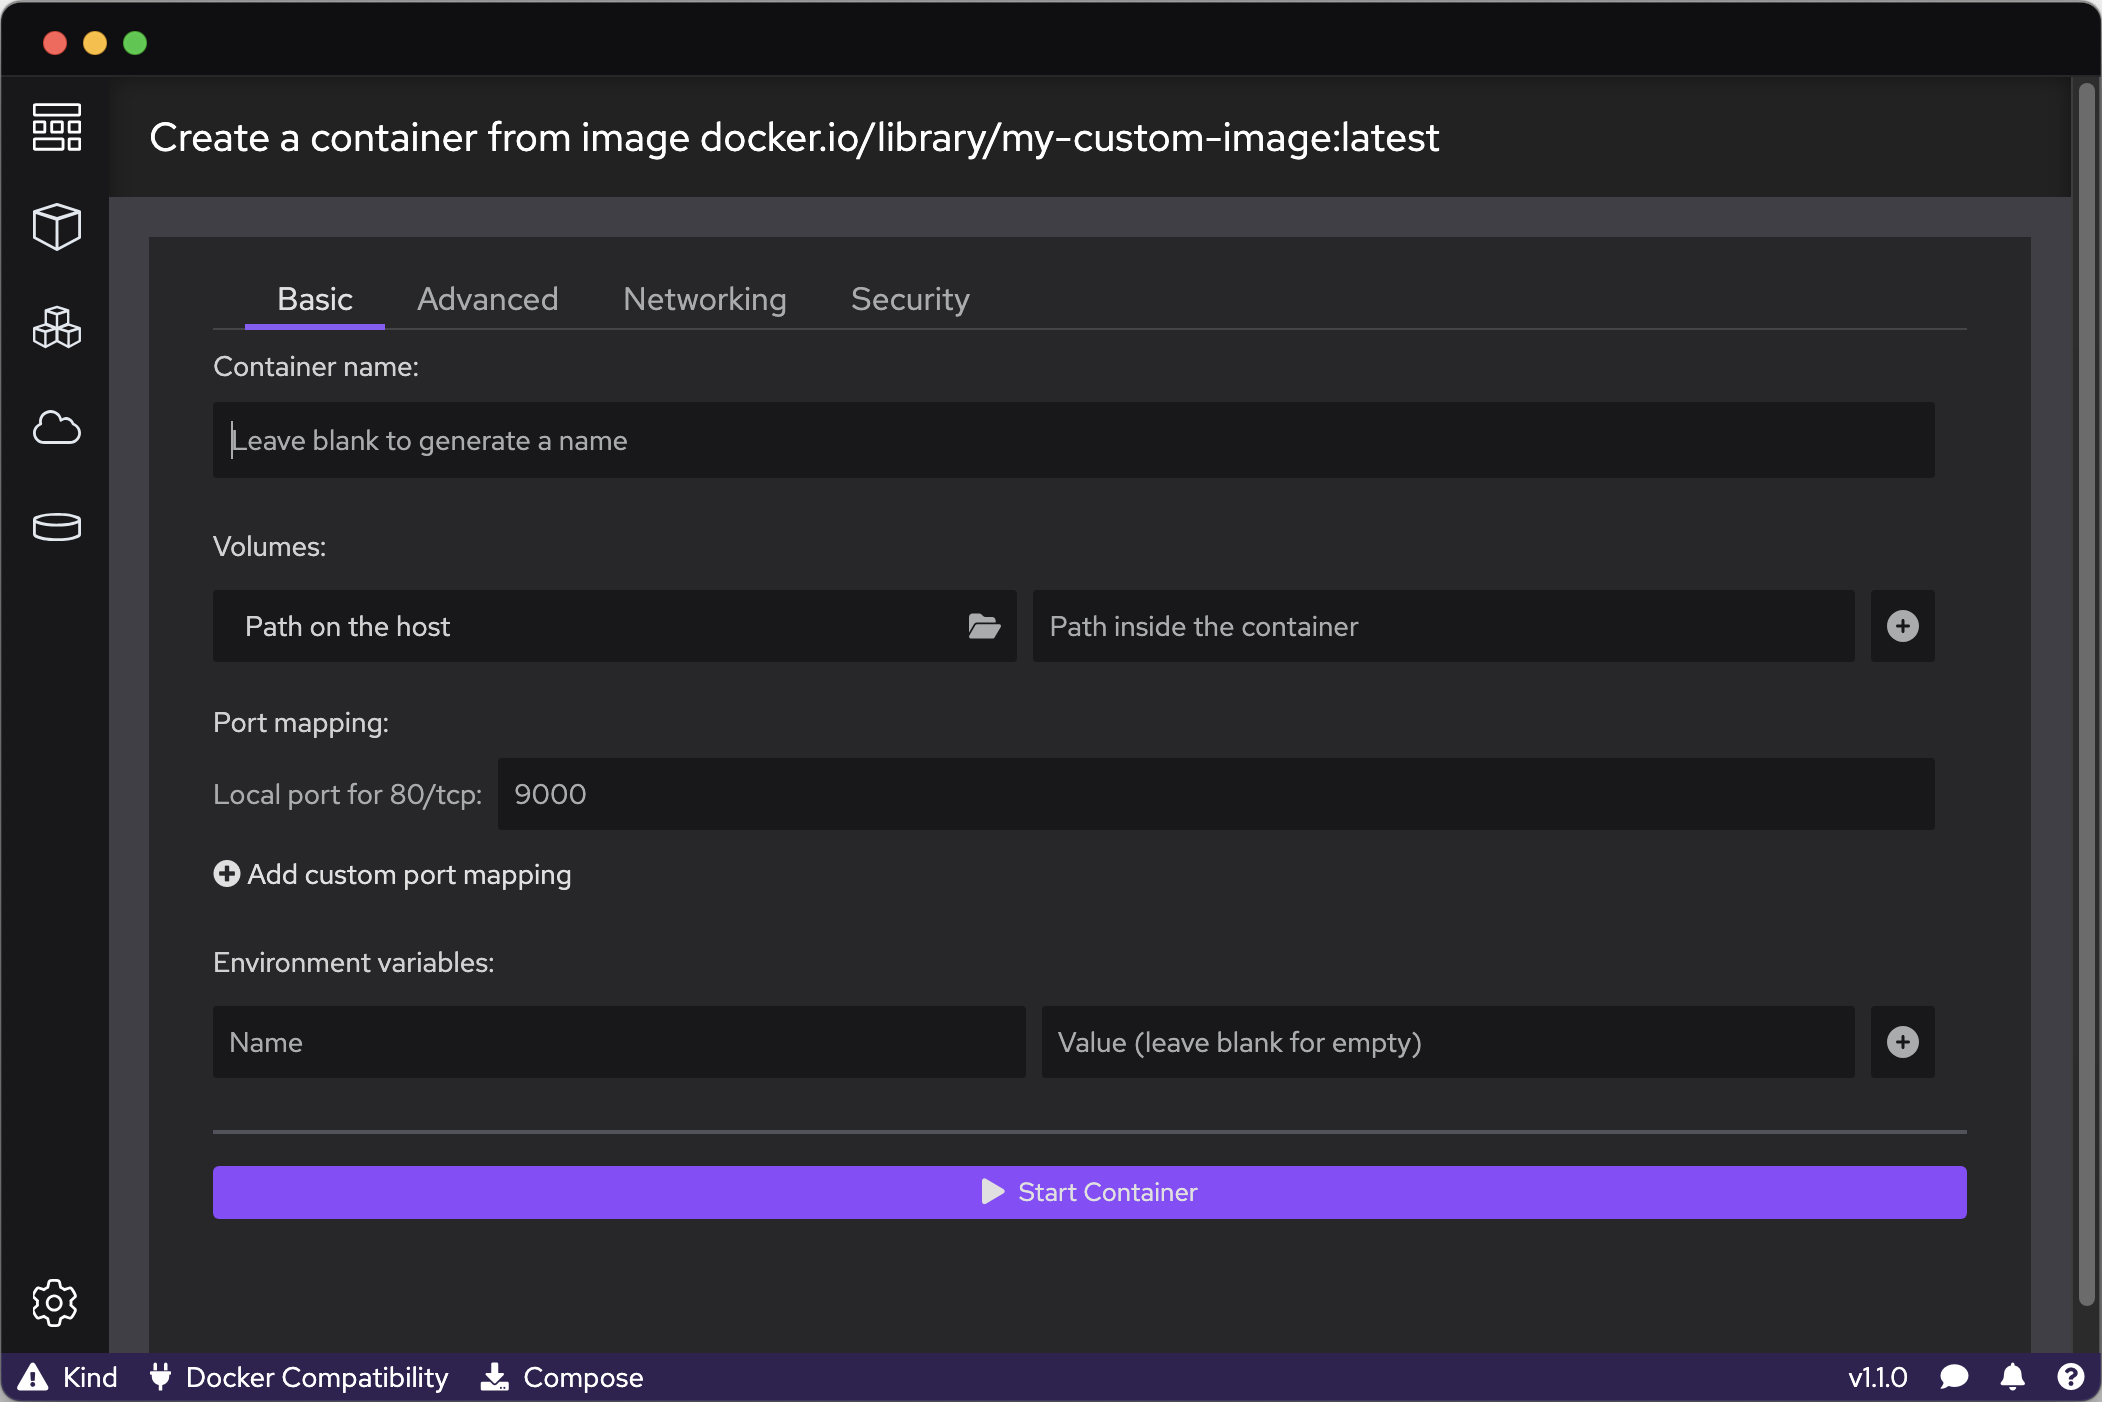 Create a container from image docker.io/library/my-custom-image:latest
Basic Advanced Networking Security
Container name:
Leave blank to generate a name
Volumes:
Path on the host Path inside the container
Port mapping:
Local port for 80/tcp: 9000
Add custom port mapping
Environment variables:
Name Value (leave blank for empty)
Start Container
Kind Docker Compatibility Compose v1.1.0